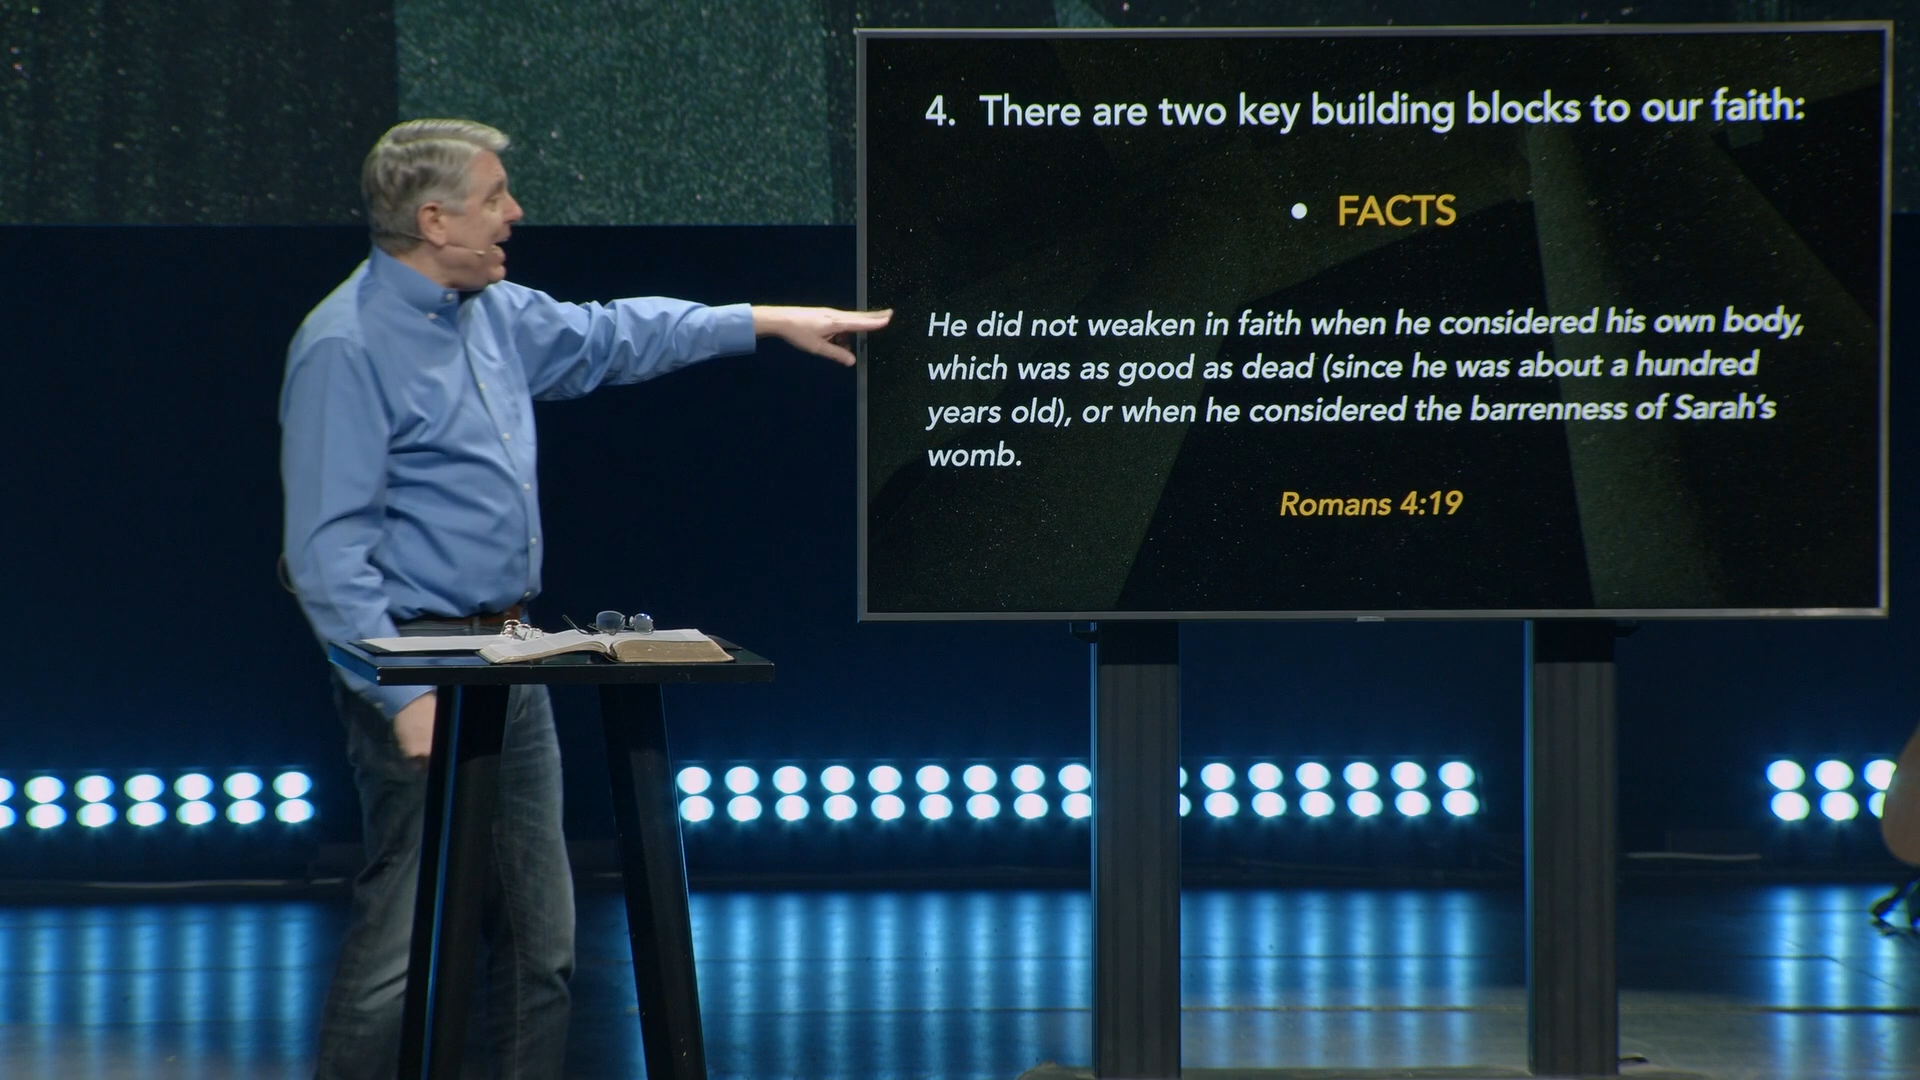 4. There are two key building blocks to our faith:
• FACTS
He did not weaken in faith when he considered his own body,
which was as good as dead (since he was about a hundred
years old), or when he considered the barrenness of Sarah's
womb.
Romans 4:19